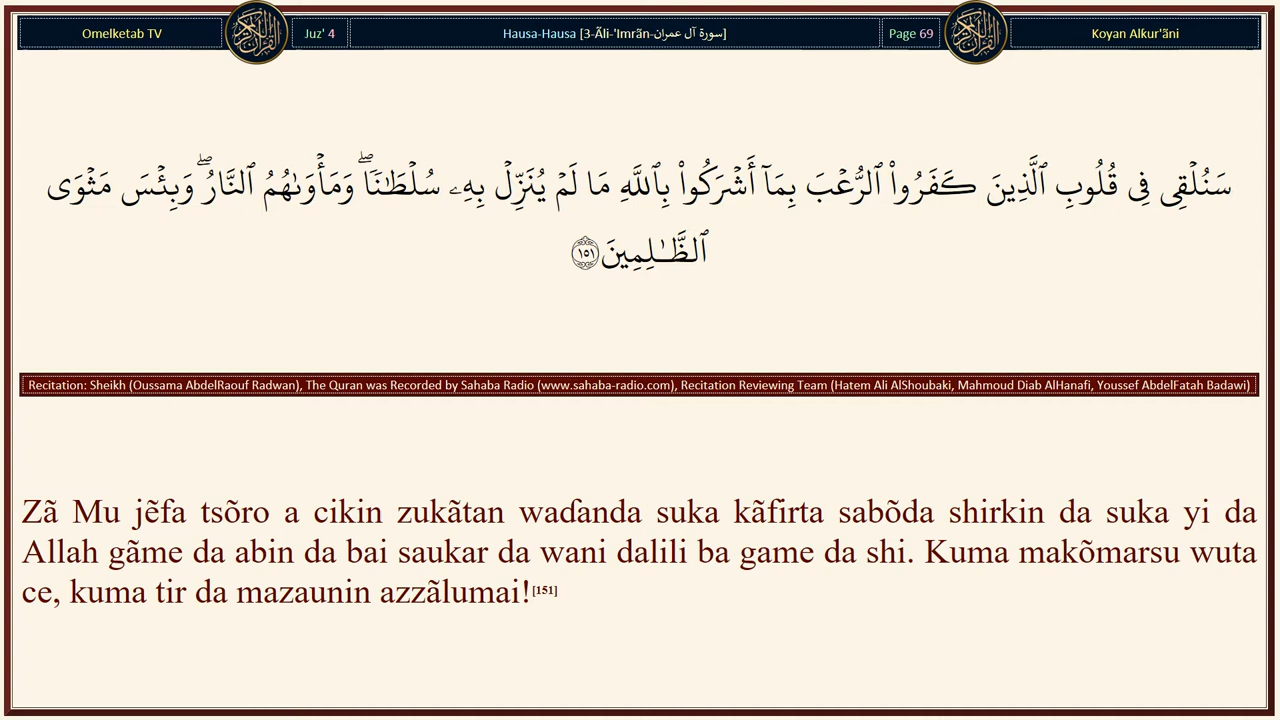 Omelketab TV
Juz' 4
Hausa-Hausa [3-Ãli-'Imrãn-سورة آل عمران]
Page 69
Koyan Alƙur'ãni
سَنُلْقِى فِى قُلُوبِ ٱلَّذِينَ كَفَرُوا۟ ٱلرُّعْبَ بِمَآ أَشْرَكُوا۟ بِٱللَّهِ مَا لَمْ يُنَزِّلْ بِهِۦ سُلْطَـٰنًا ۖ وَمَأْوَىٰهُمُ ٱلنَّارُ ۖ وَبِئْسَ مَثْوَى
ٱلظَّـٰلِمِينَ ١٥١
Recitation: Sheikh (Oussama AbdelRaouf Radwan), The Quran was Recorded by Sahaba Radio (www.sahaba-radio.com), Recitation Reviewing Team (Hatem Ali AlShoubaki, Mahmoud Diab AlHanafi, Youssef AbdelFatah Badawi)
Zã Mu jẽfa tsõro a cikin zukãtan waɗanda suka kãfirta sabõda shirkin da suka yi da
Allah gãme da abin da bai saukar da wani dalili ba game da shi. Kuma makõmarsu wuta
ce, kuma tir da mazaunin azzãlumai![151]